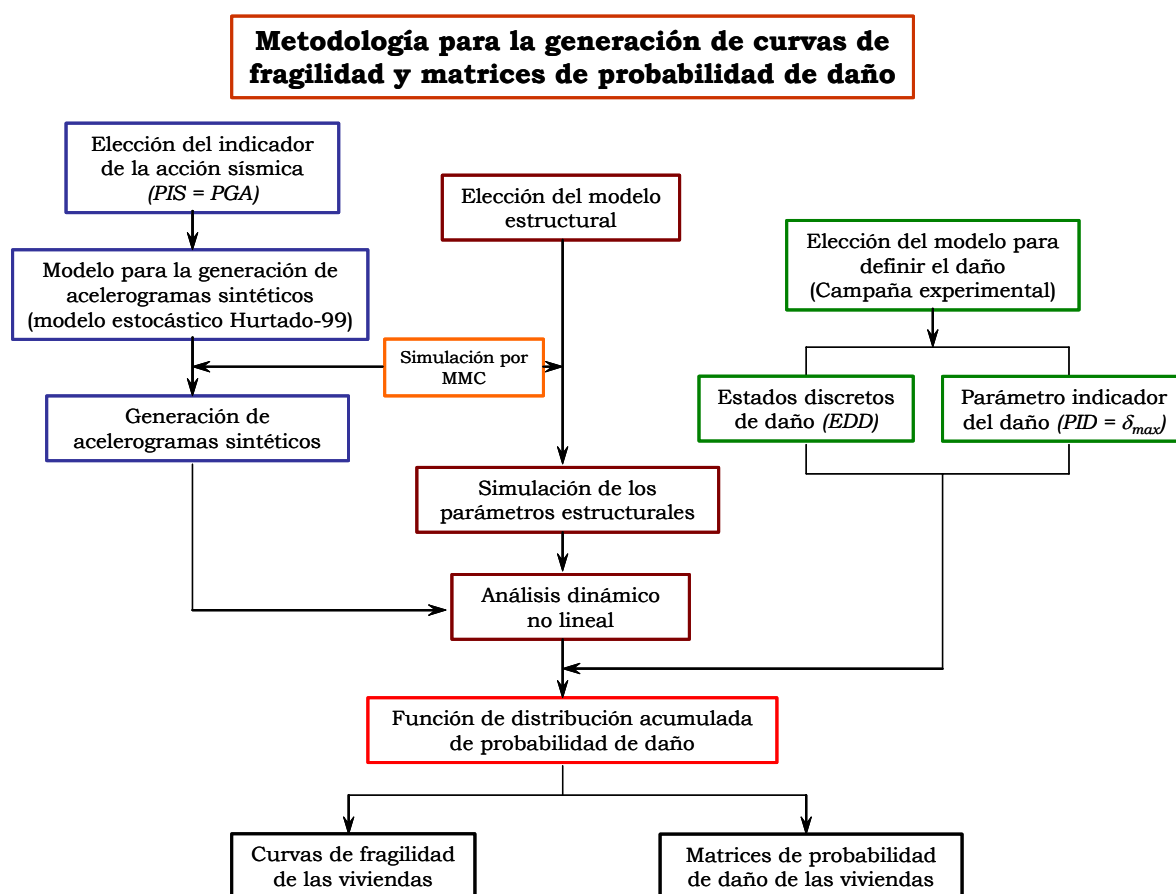 Metodología para la generación de curvas de
fragilidad y matrices de probabilidad de daño
Elección del indicador
de la acción sísmica
(PIS = PGA)
Elección del modelo
estructural
Elección del modelo para
definir el daño
(Campaña experimental)
Modelo para la generación de
acelerogramas sintéticos
(modelo estocástico Hurtado-99)
Simulación por
MMC
Generación de
acelerogramas sintéticos
Estados discretos
de daño (EDD)
Parámetro indicador
del daño (PID = δmax)
Simulación de los
parámetros estructurales
Análisis dinámico
no lineal
Función de distribución acumulada
de probabilidad de daño
Curvas de fragilidad
de las viviendas
Matrices de probabilidad
de daño de las viviendas